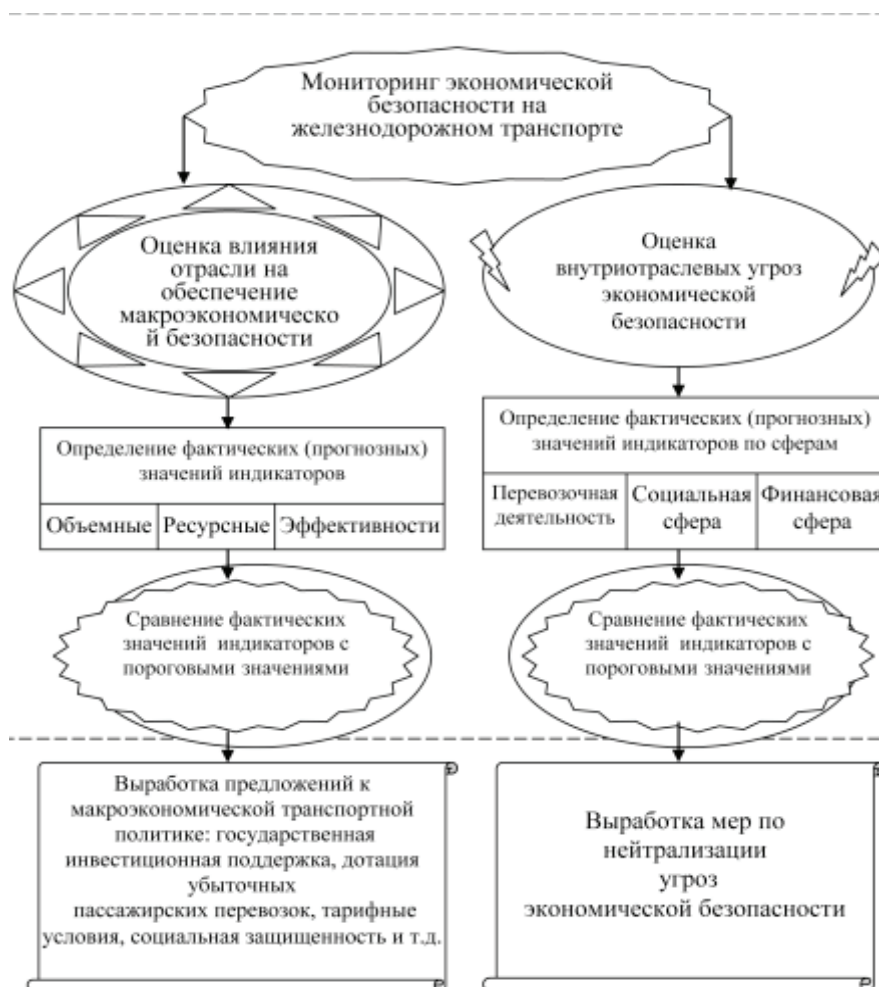 Мониторинг экономической
безопасности на
железнодорожном транспорте
Оценка влияния
отрасли на
обеспечение
макроэкономическо
й безопасности
Оценка
внутриотраслевых угроз
экономической
безопасности
Определение фактических (прогнозных)
значений индикаторов
Объемные Ресурсные Эффективности
Определение фактических (прогнозных)
значений индикаторов по сферам
Перевозочная
деятельность
Социальная
сфера
Финансовая
сфера
Сравнение фактических
значений индикаторов с
пороговыми значениями
Сравнение фактических
значений индикаторов с
пороговыми значениями
Выработка предложений к
макроэкономической транспортной
политике: государственная
инвестиционная поддержка, дотация
убыточных
пассажирских перевозок, тарифные
условия, социальная защищенность и т.д.
Выработка мер по
нейтрализации
угроз
экономической безопасности